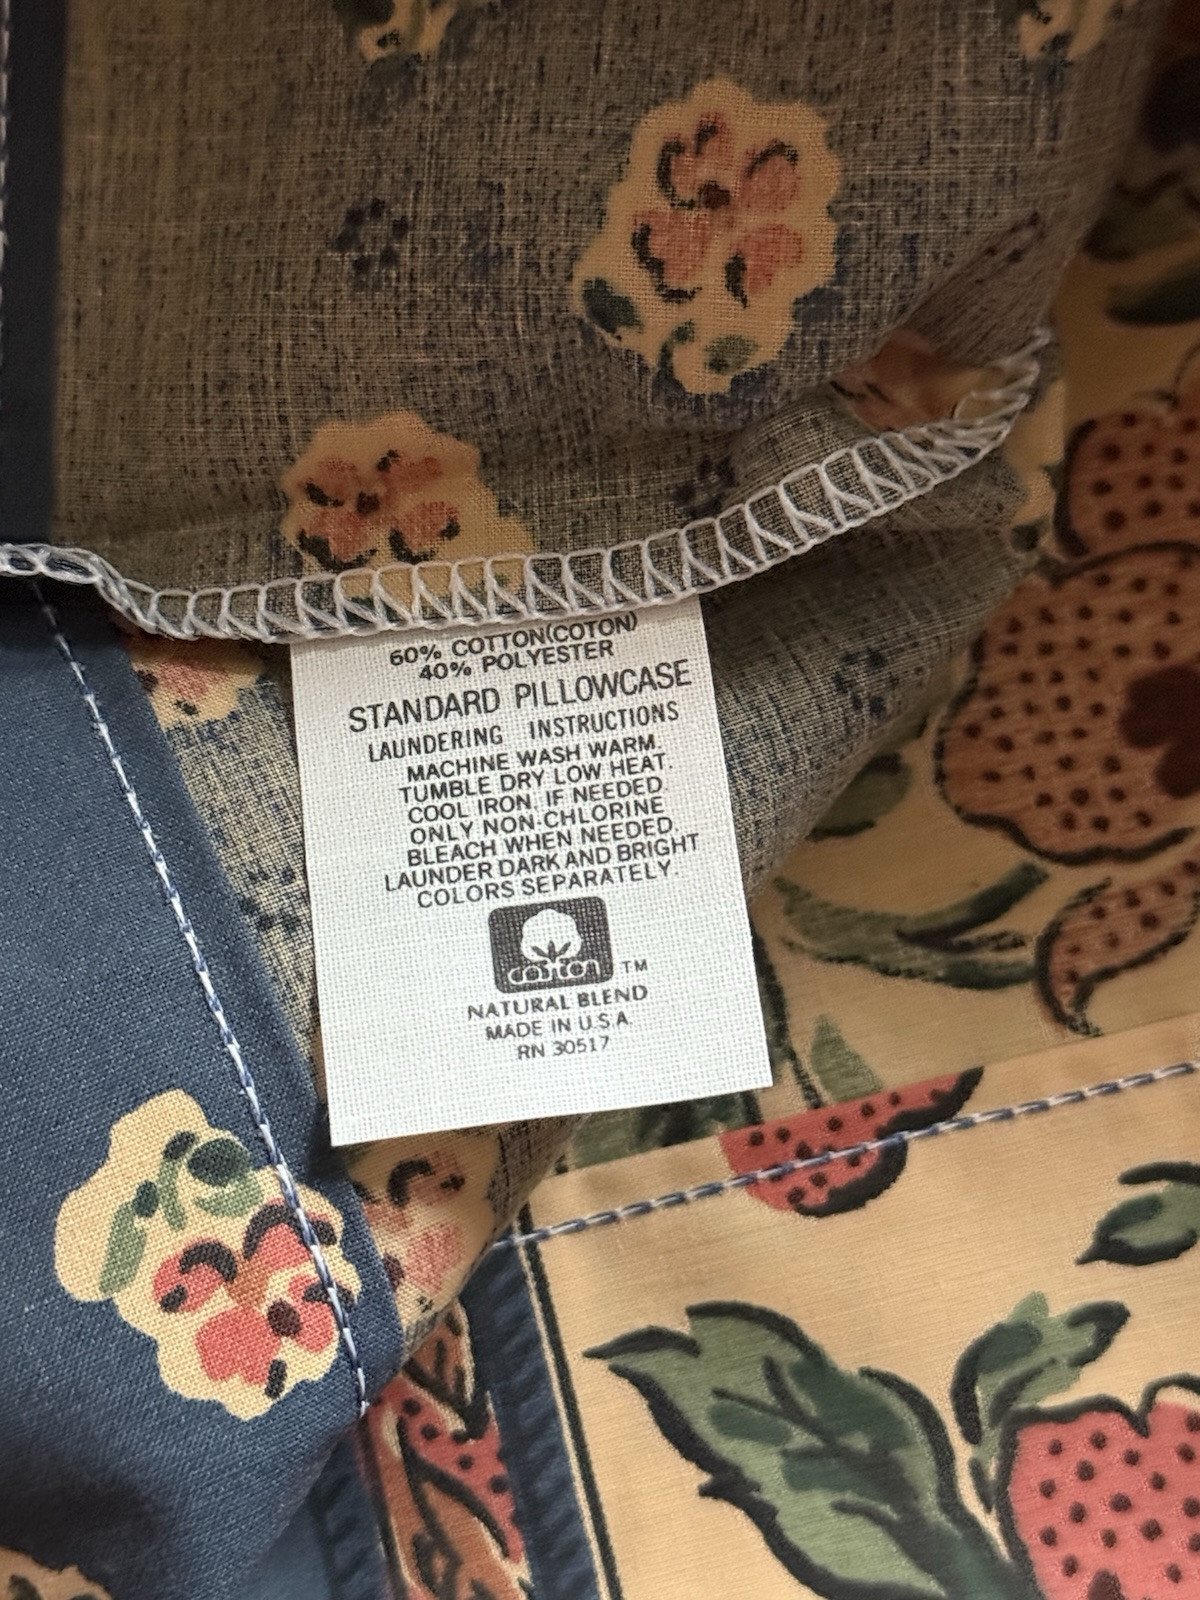 60% COTTON(COTON)
40% POLYESTER
STANDARD PILLOWCASE
LAUNDERING INSTRUCTIONS
MACHINE WASH WARM.
TUMBLE DRY LOW HEAT.
COOL IRON, IF NEEDED.
ONLY NON-CHLORINE
BLEACH WHEN NEEDED.
LAUNDER DARK AND BRIGHT
COLORS SEPARATELY.
cotton TM
NATURAL BLEND
MADE IN U.S.A.
RN 30517